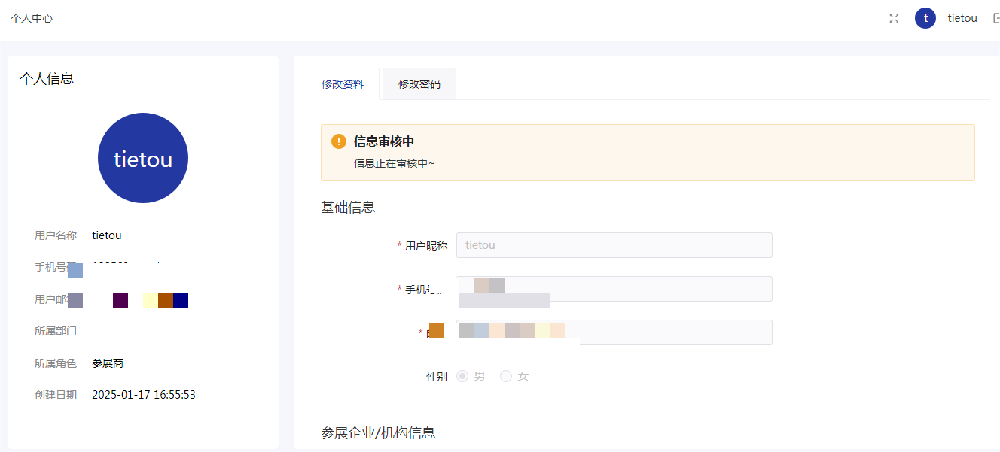 个人中心
t tietou
个人信息
tietou
用户名称 tietou
手机号
用户邮
所属部门
所属角色 参展商
创建日期 2025-01-17 16:55:53
修改资料 修改密码
信息审核中
信息正在审核中~
基础信息
* 用户昵称 tietou
* 手机
*
性别 男 女
参展企业/机构信息